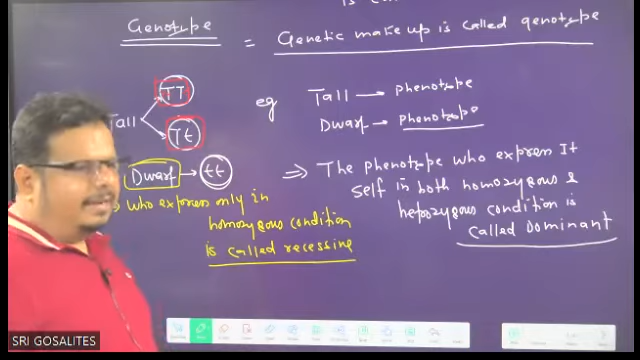 Genotype = Genetic make up is called genotype
Tall
TT
Tt
Dwarf → tt
who express only in
homozygous condition
is called recessing
eg Tall → phenotype
Dwarf → phenotype
⇒ The phenotype who express It
self in both homozygous &
hetrozygous condition is
called Dominant
SRI GOSALITES